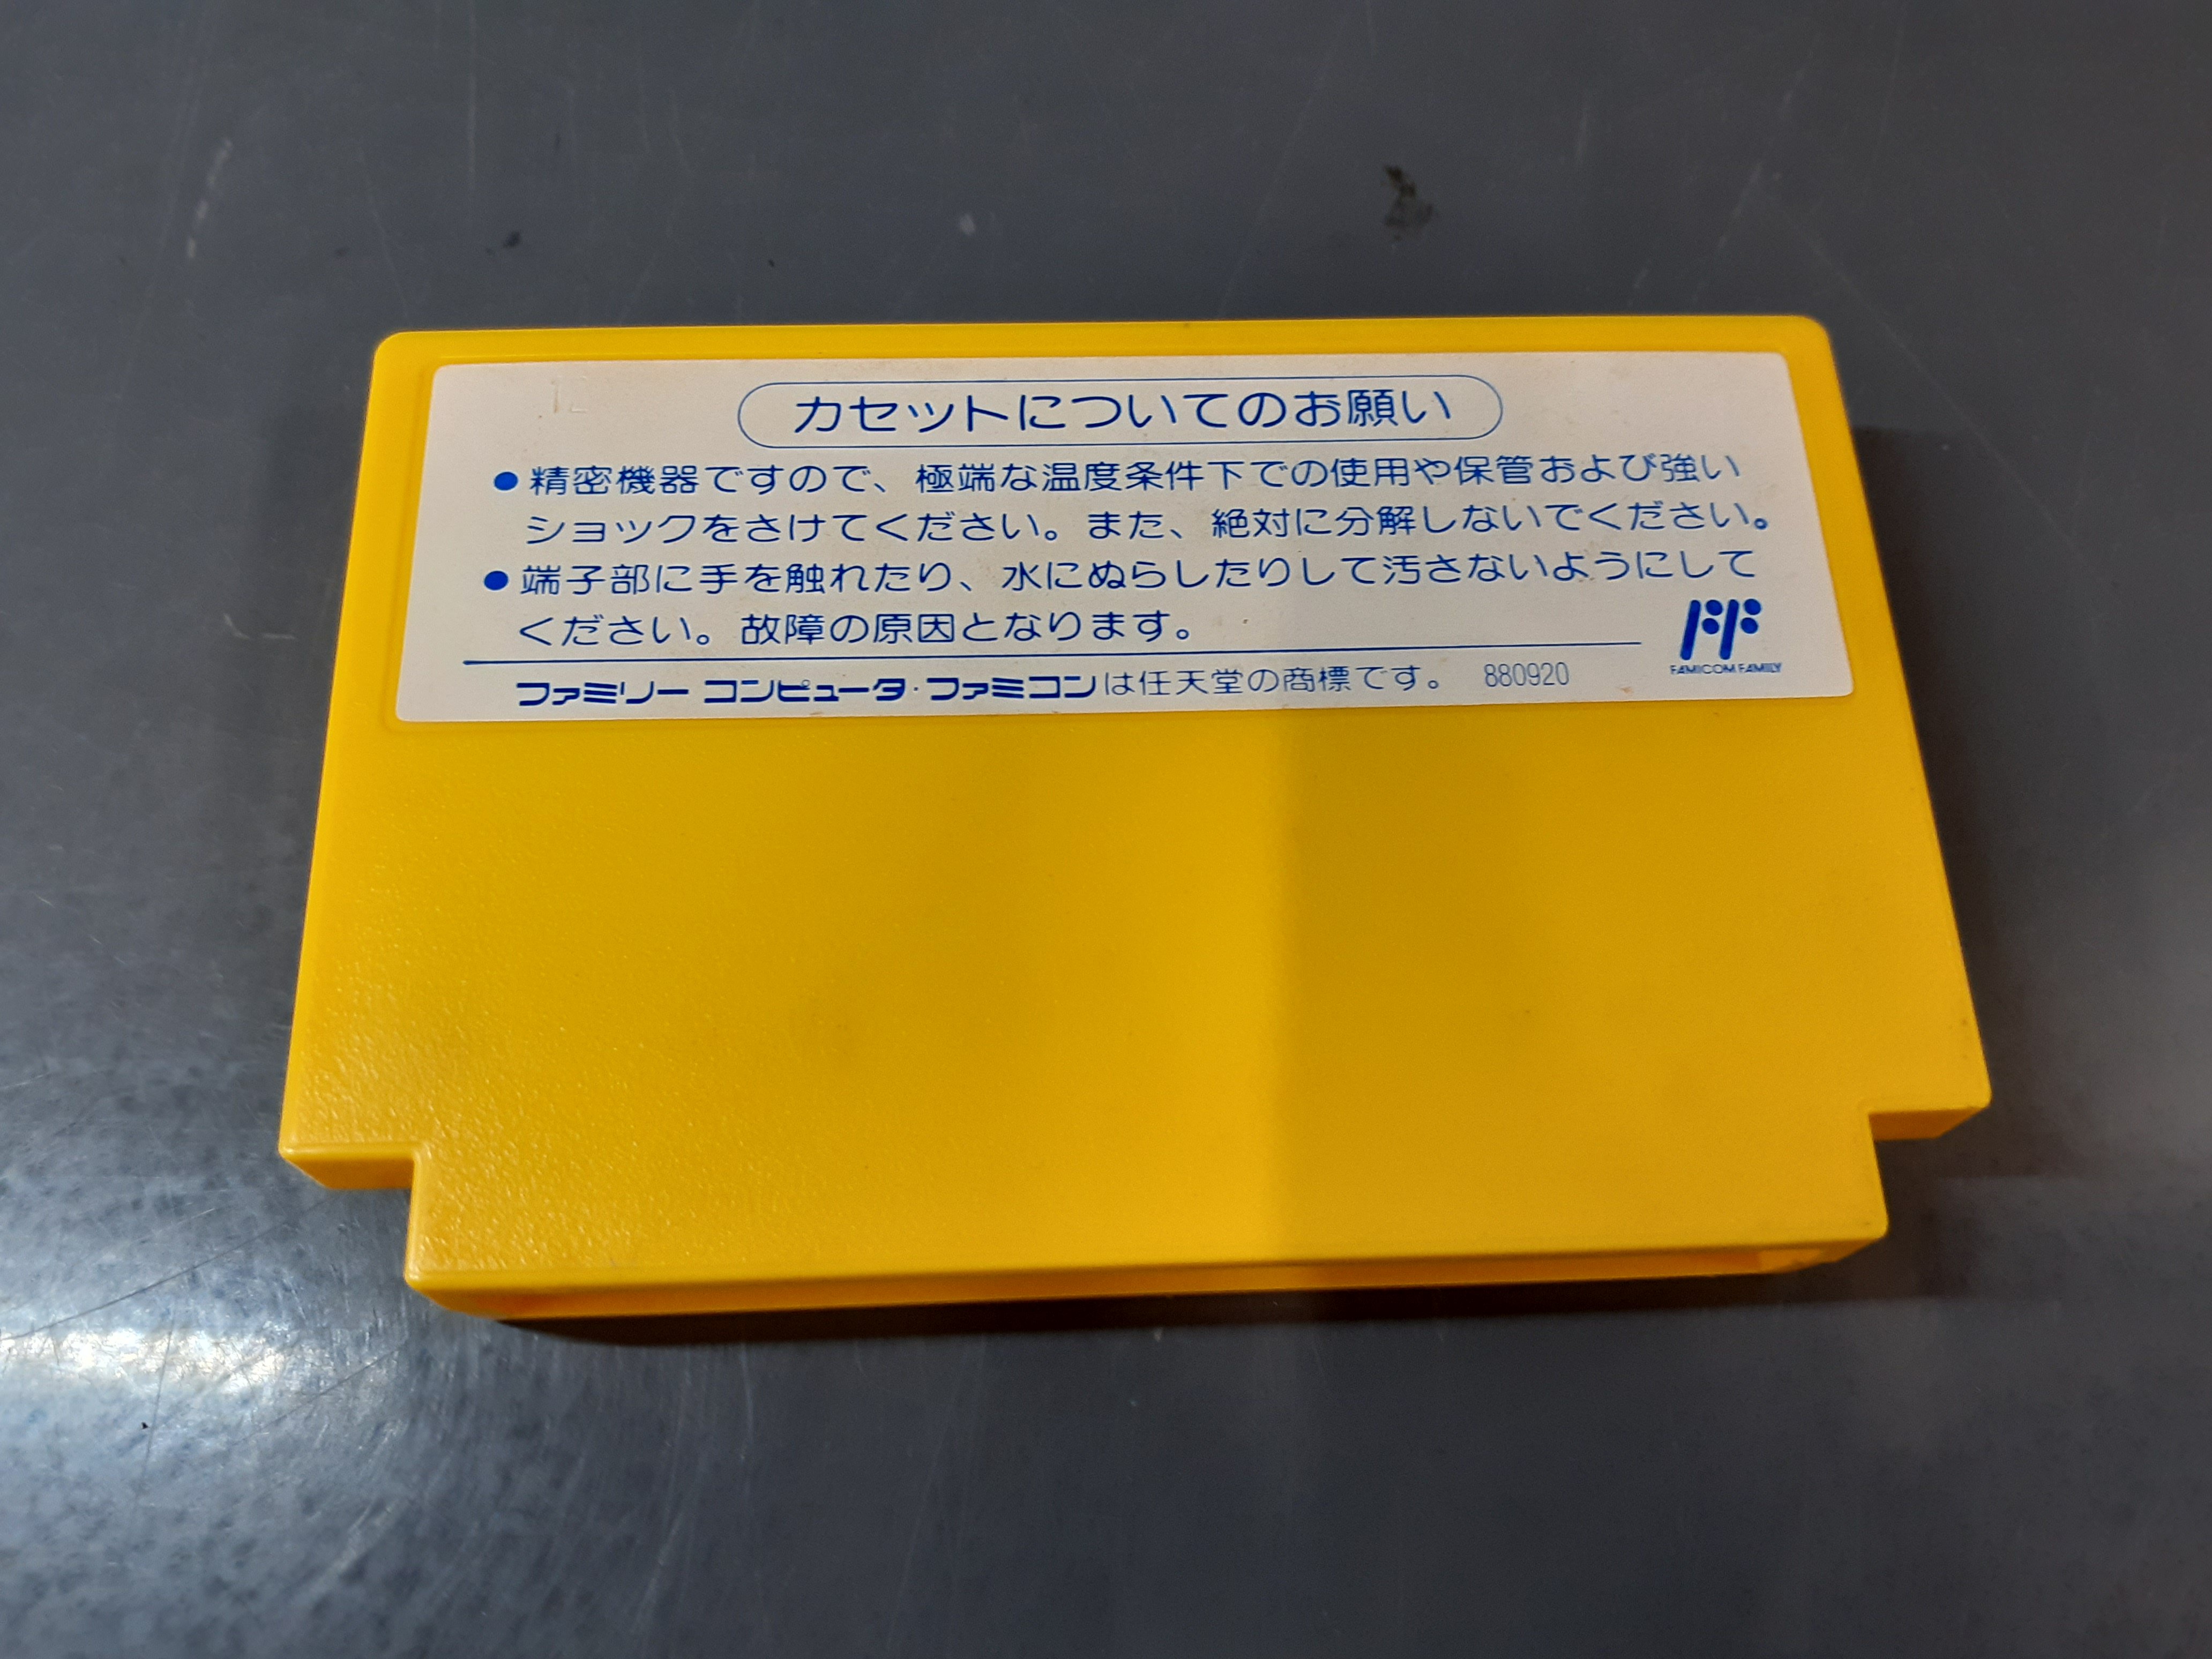 カセットについてのお願い
●精密機器ですので、極端な温度条件下での使用や保管および強い
ショックをさけてください。また、絶対に分解しないでください。
●端子部に手を触れたり、水にぬらしたりして汚さないようにして
ください。故障の原因となります。
FAMICOM FAMILY
ファミリー コンピュータ・ファミコンは任天堂の商標です。 880920